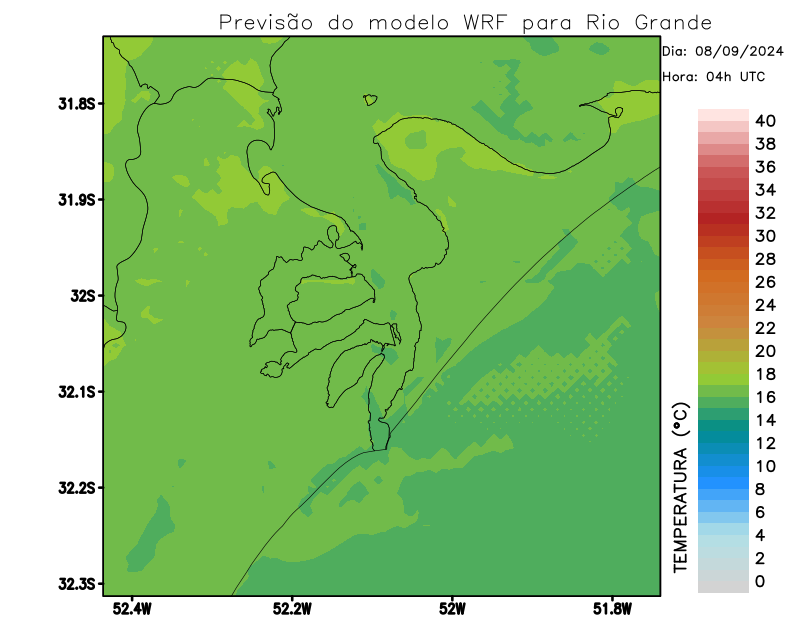 Previsão do modelo WRF para Rio Grande
Dia: 08/09/2024
Hora: 04h UTC
31.8S
31.9S
32S
32.1S
32.2S
32.3S
52.4W
52.2W
52W
51.8W
TEMPERATURA (°C)
40
38
36
34
32
30
28
26
24
22
20
18
16
14
12
10
8
6
4
2
0